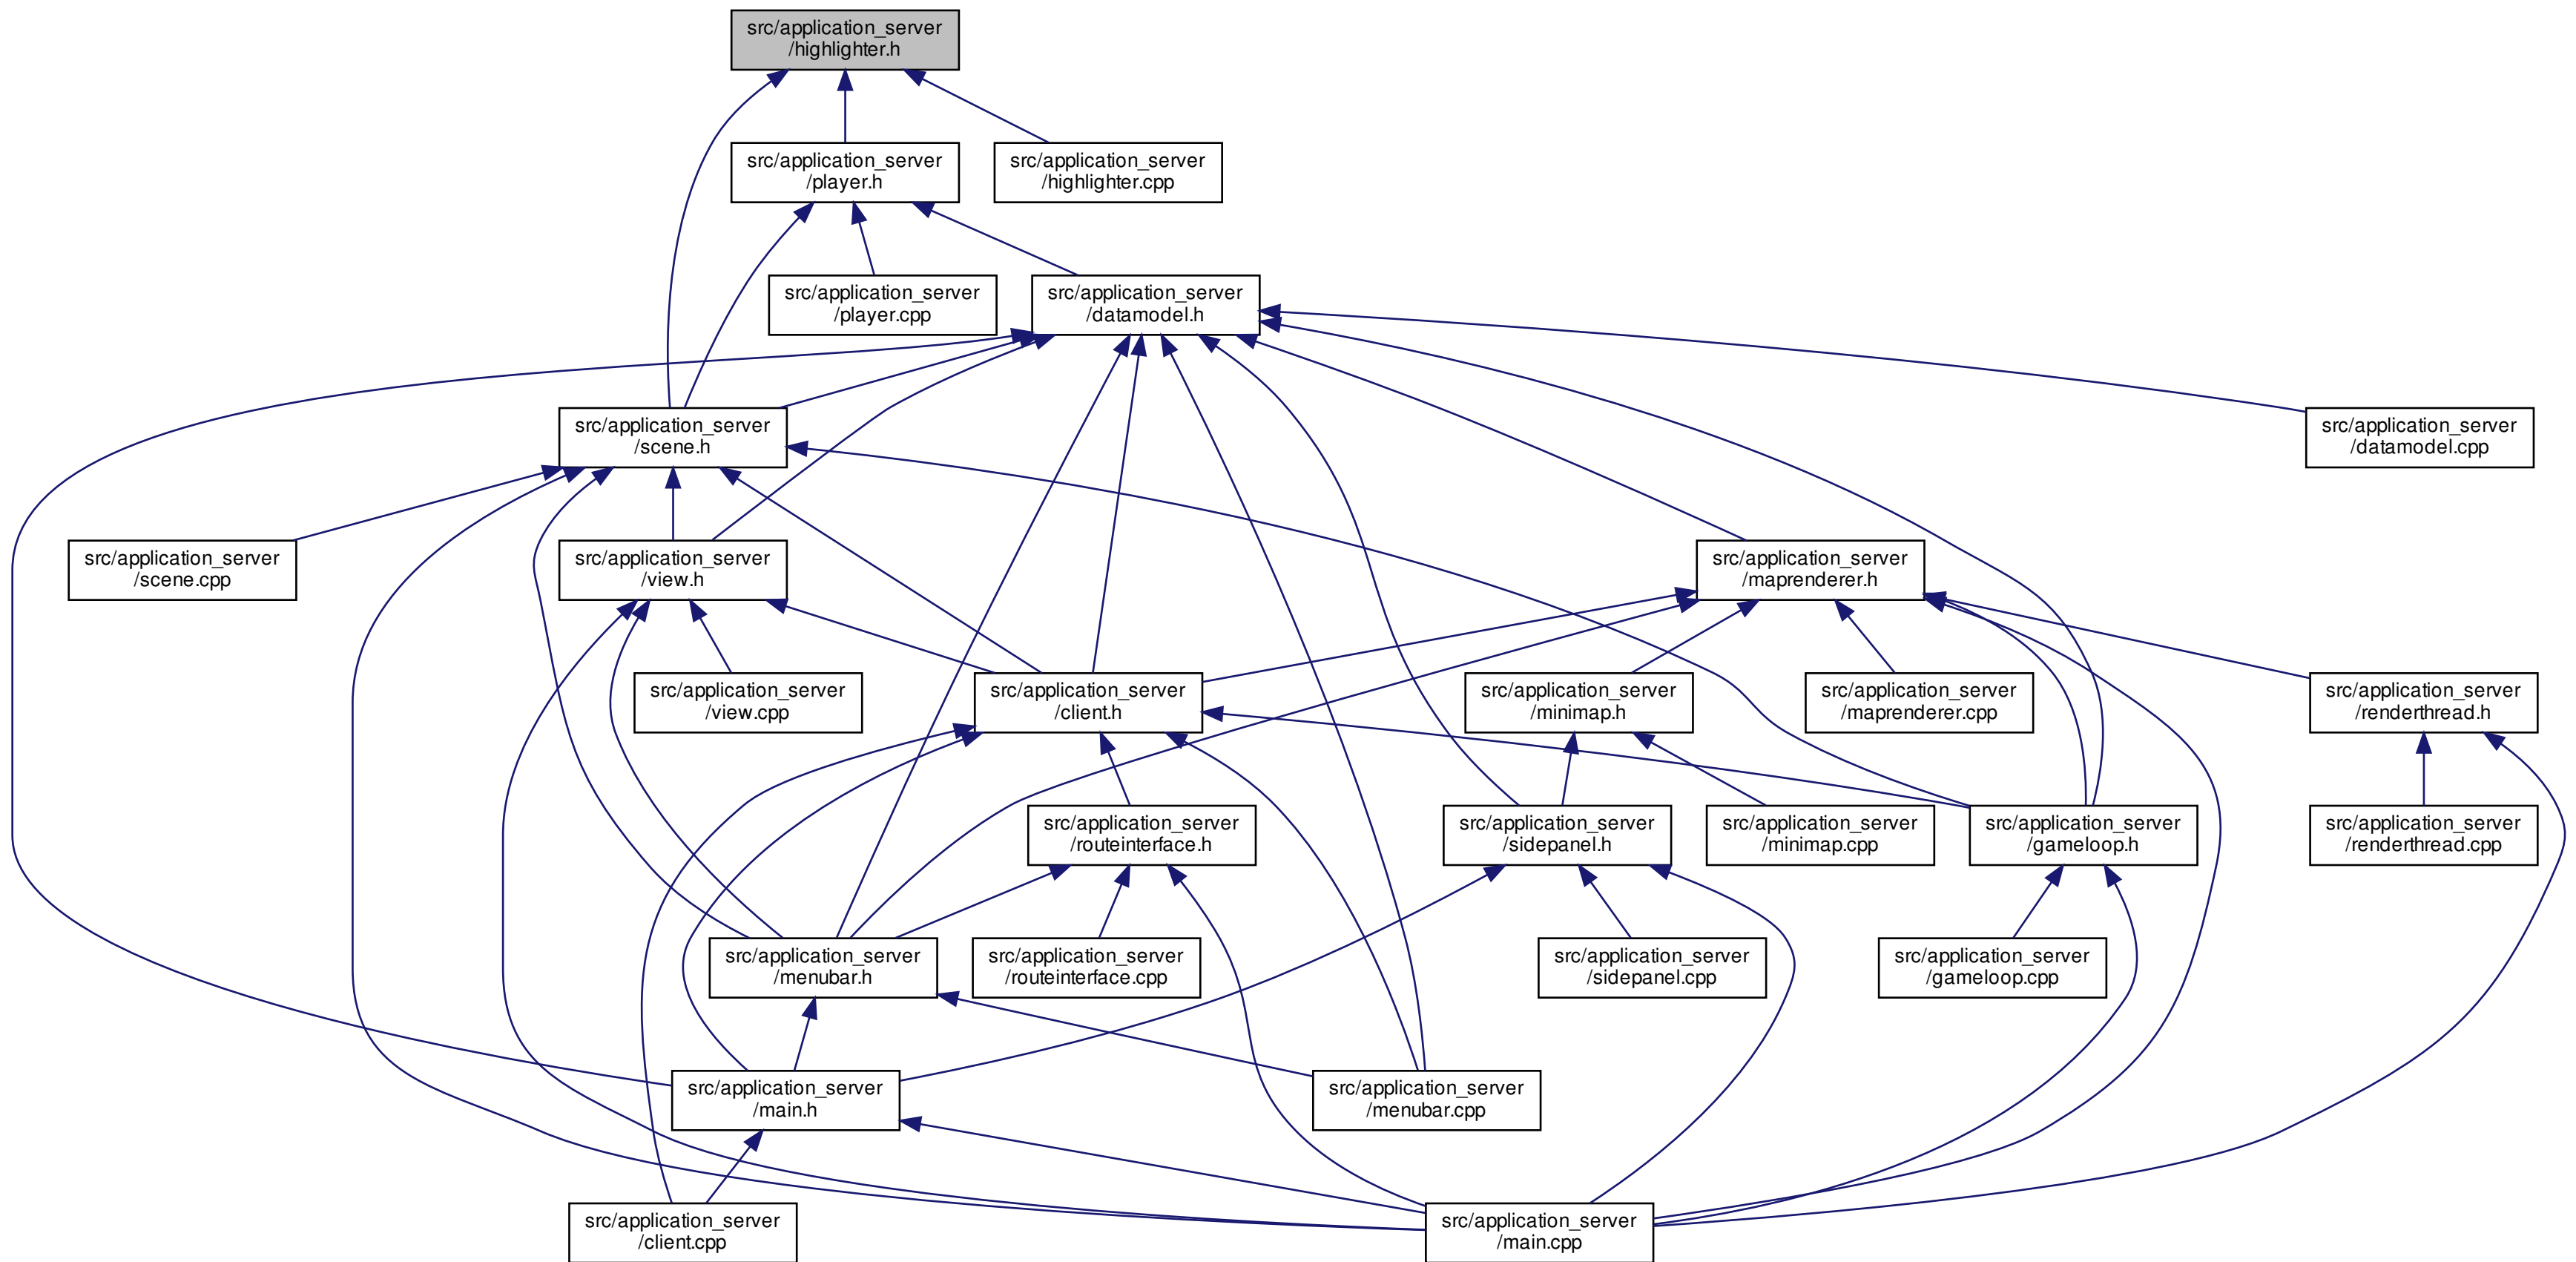 src/application_server
/highlighter.h
src/application_server
/player.h
src/application_server
/highlighter.cpp
src/application_server
/player.cpp
src/application_server
/datamodel.h
src/application_server
/scene.h
src/application_server
/datamodel.cpp
src/application_server
/scene.cpp
src/application_server
/view.h
src/application_server
/maprenderer.h
src/application_server
/view.cpp
src/application_server
/client.h
src/application_server
/minimap.h
src/application_server
/maprenderer.cpp
src/application_server
/renderthread.h
src/application_server
/routeinterface.h
src/application_server
/sidepanel.h
src/application_server
/minimap.cpp
src/application_server
/gameloop.h
src/application_server
/renderthread.cpp
src/application_server
/menubar.h
src/application_server
/routeinterface.cpp
src/application_server
/sidepanel.cpp
src/application_server
/gameloop.cpp
src/application_server
/main.h
src/application_server
/menubar.cpp
src/application_server
/client.cpp
src/application_server
/main.cpp